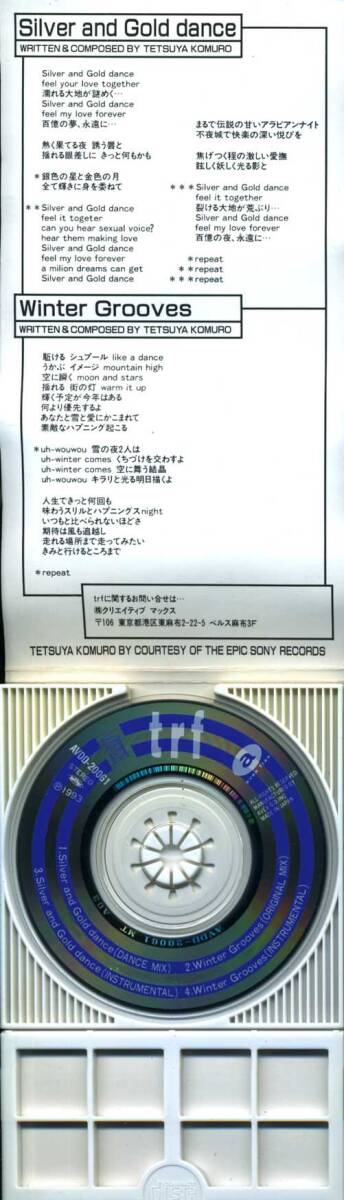 Silver and Gold dance
WRITTEN & COMPOSED BY TETSUYA KOMURO
Silver and Gold dance
feel your love together
濡れる大地が謎めく…
Silver and Gold dance
feel my love forever
百億の夢、永遠に…
熱く果てる夜 誘う唇と
揺れる眼差しに きっと何もかも
*銀色の星と金色の月
全て輝きに身を委ねて
**Silver and Gold dance
feel it togeter
can you hear sexual voice?
hear them making love
Silver and Gold dance
feel my love forever
a milion dreams can get
Silver and Gold dance
まるで伝説の甘いアラビアンナイト
不夜城で快楽の深い悦びを
焦げつく程の激しい愛撫
眩しく妖しく光る影と
***Silver and Gold dance
feel it together
裂ける大地が荒ぶり…
Silver and Gold dance
feel my love forever
百億の夜、永遠に…
*repeat
**repeat
***repeat
Winter Grooves
WRITTEN & COMPOSED BY TETSUYA KOMURO
駆ける シュプール like a dance
うかぶ イメージ mountain high
空に瞬く moon and stars
揺れる 街の灯 warm it up
輝く予定が今年はある
何より優先するよ
あなたと雪と愛にかこまれて
素敵なハプニング起こる
*uh-wouwou 雪の夜2人は
uh-winter comes くちづけを交わすよ
uh-winter comes 空に舞う結晶
uh-wouwou キラリと光る明日描くよ
人生できっと何回も
味わうスリルとハプニングスnight
いつもと比べられないほどさ
期待は風も追越し
走れる場所まで走ってみたい
きみと行けるところまで
*repeat
trfに関するお問い合せは…
㈱クリエイティブ マックス
〒106 東京都港区東麻布2-22-5 ベルス麻布3F
TETSUYA KOMURO BY COURTESY OF THE EPIC SONY RECORDS
trf
a
AVDD-20061
STEREO
Ⓟ1993
MADE IN JAPAN
AVDD-20061 MT A02
1.Silver and Gold dance(DANCE MIX)
2.Winter Grooves(ORIGINAL MIX)
3.Silver and Gold dance(INSTRUMENTAL)
4.Winter Grooves(INSTRUMENTAL)